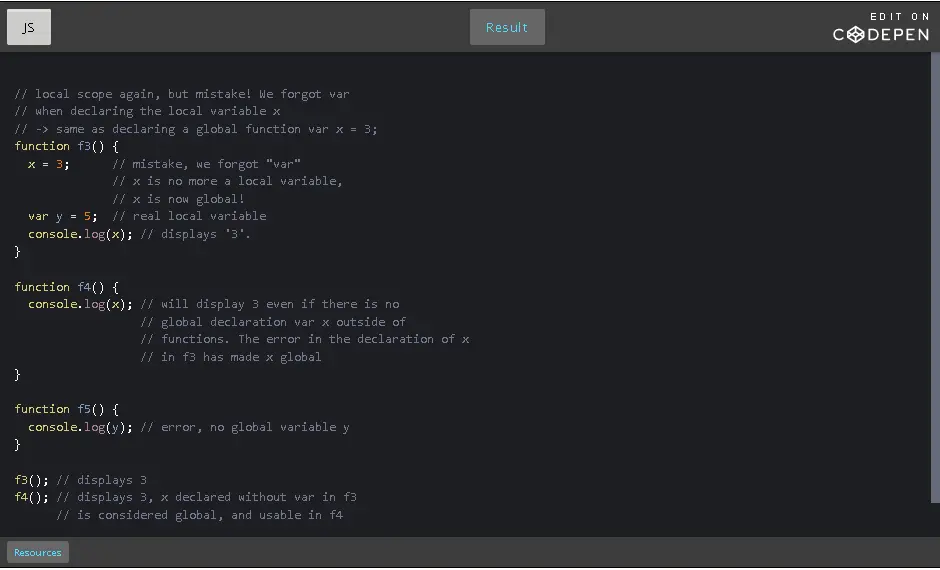 JS
Result
EDIT ON
CODEPEN
// local scope again, but mistake! We forgot var
// when declaring the local variable x
// -> same as declaring a global function var x = 3;
function f3() {
  x = 3;      // mistake, we forgot "var"
              // x is no more a local variable,
              // x is now global!
  var y = 5;  // real local variable
  console.log(x); // displays '3'.
}
function f4() {
  console.log(x); // will display 3 even if there is no
                  // global declaration var x outside of
                  // functions. The error in the declaration of x
                  // in f3 has made x global
}
function f5() {
  console.log(y); // error, no global variable y
}
f3(); // displays 3
f4(); // displays 3, x declared without var in f3
      // is considered global, and usable in f4
Resources